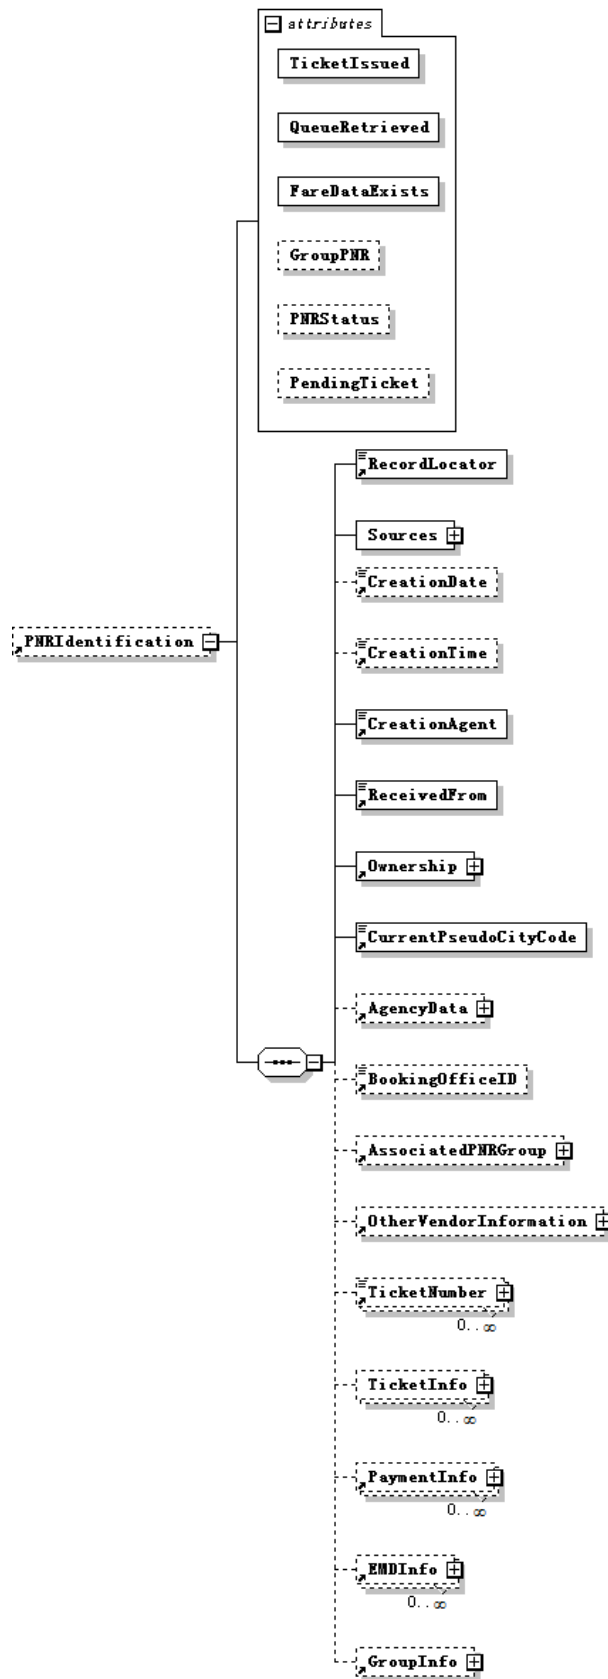 attributes
TicketIssued
QueueRetrieved
FareDataExists
GroupPNR
PNRStatus
PendingTicket
RecordLocator
Sources
CreationDate
PNRIdentification
CreationTime
CreationAgent
ReceivedFrom
Ownership
CurrentPseudoCityCode
AgencyData
BookingOfficeID
AssociatedPNRGroup
OtherVendorInformation
TicketNumber
0..∞
TicketInfo
0..∞
PaymentInfo
0..∞
EMDInfo
0..∞
GroupInfo